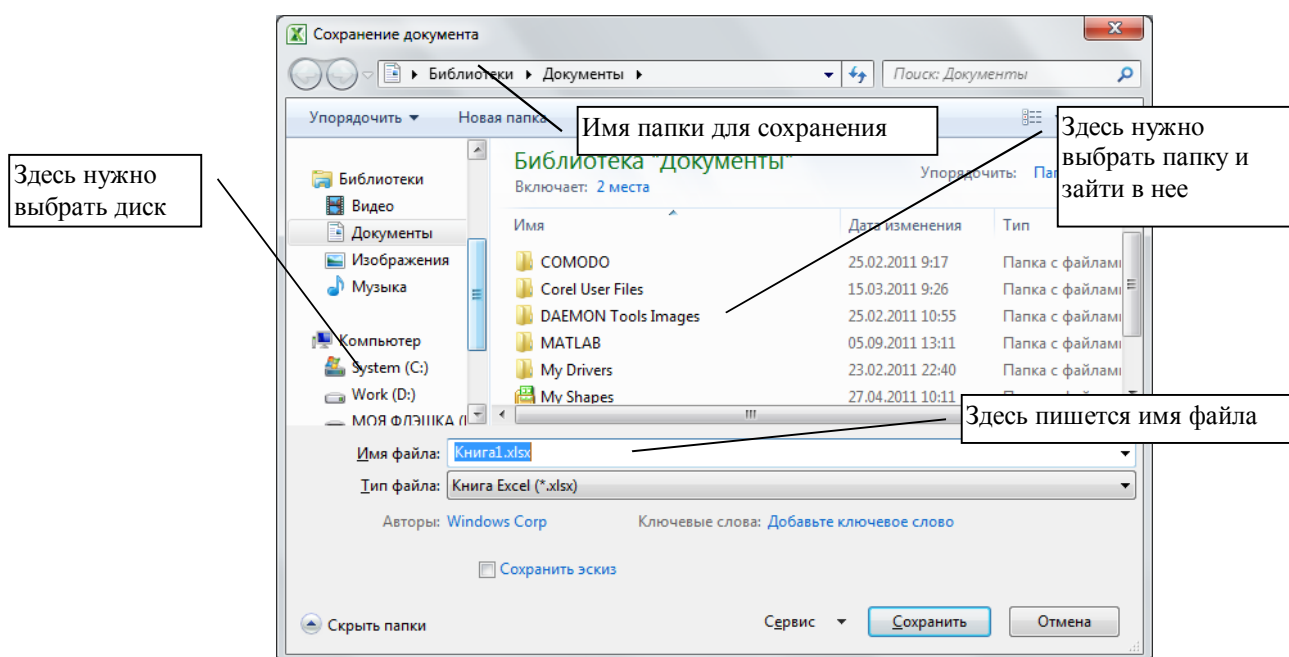 Сохранение документа
Библиотеки Документы
Поиск: Документы
Упорядочить
Новая папка
Имя папки для сохранения
Здесь нужно
выбрать папку и
зайти в нее
Здесь нужно
выбрать диск
Библиотеки
Видео
Документы
Изображения
Музыка
Компьютер
System (C:)
Work (D:)
МОЯ ФЛЭШКА (
Библиотека "Документы"
Включает: 2 места
Упорядочить: Пап
Имя Дата изменения Тип
COMODO 25.02.2011 9:17 Папка с файлами
Corel User Files 15.03.2011 9:26 Папка с файлами
DAEMON Tools Images 25.02.2011 10:55 Папка с файлами
MATLAB 05.09.2011 13:11 Папка с файлами
My Drivers 23.02.2011 22:40 Папка с файлами
My Shapes 27.04.2011 10:11
Здесь пишется имя файла
Имя файла: Книга1.xlsx
Тип файла: Книга Excel (*.xlsx)
Авторы: Windows Corp Ключевые слова: Добавьте ключевое слово
Сохранить эскиз
Скрыть папки
Сервис
Сохранить
Отмена